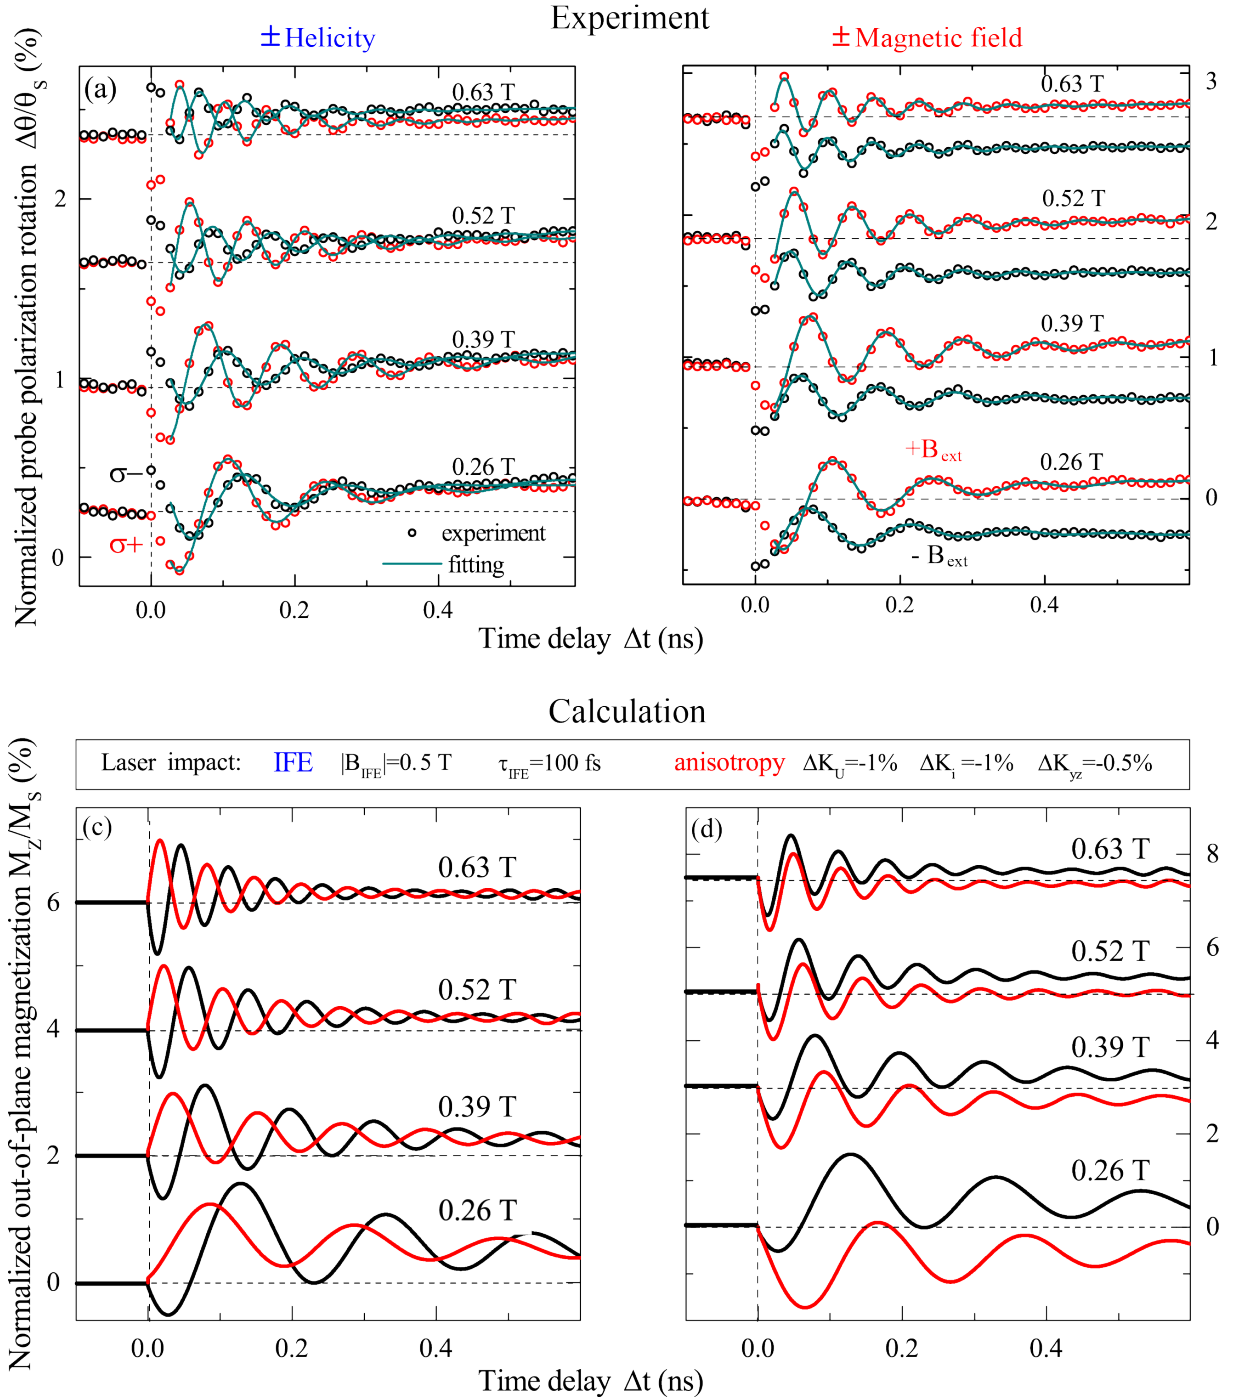 Experiment
± Helicity
± Magnetic field
Normalized probe polarization rotation Δθ/θS (%)
(a)
0.63 T
0.52 T
0.39 T
0.26 T
σ−
σ+
experiment
fitting
2
1
0
0.0 0.2 0.4
0.63 T
0.52 T
0.39 T
+Bext
0.26 T
- Bext
3
2
1
0
0.0 0.2 0.4
Time delay Δt (ns)
Calculation
Laser impact: IFE |BIFE|=0.5 T τIFE=100 fs anisotropy ΔKU=-1% ΔKi=-1% ΔKyz=-0.5%
Normalized out-of-plane magnetization MZ/MS (%)
(c)
0.63 T
0.52 T
0.39 T
0.26 T
6
4
2
0
0.0 0.2 0.4
(d)
0.63 T
0.52 T
0.39 T
0.26 T
8
6
4
2
0
0.0 0.2 0.4
Time delay Δt (ns)